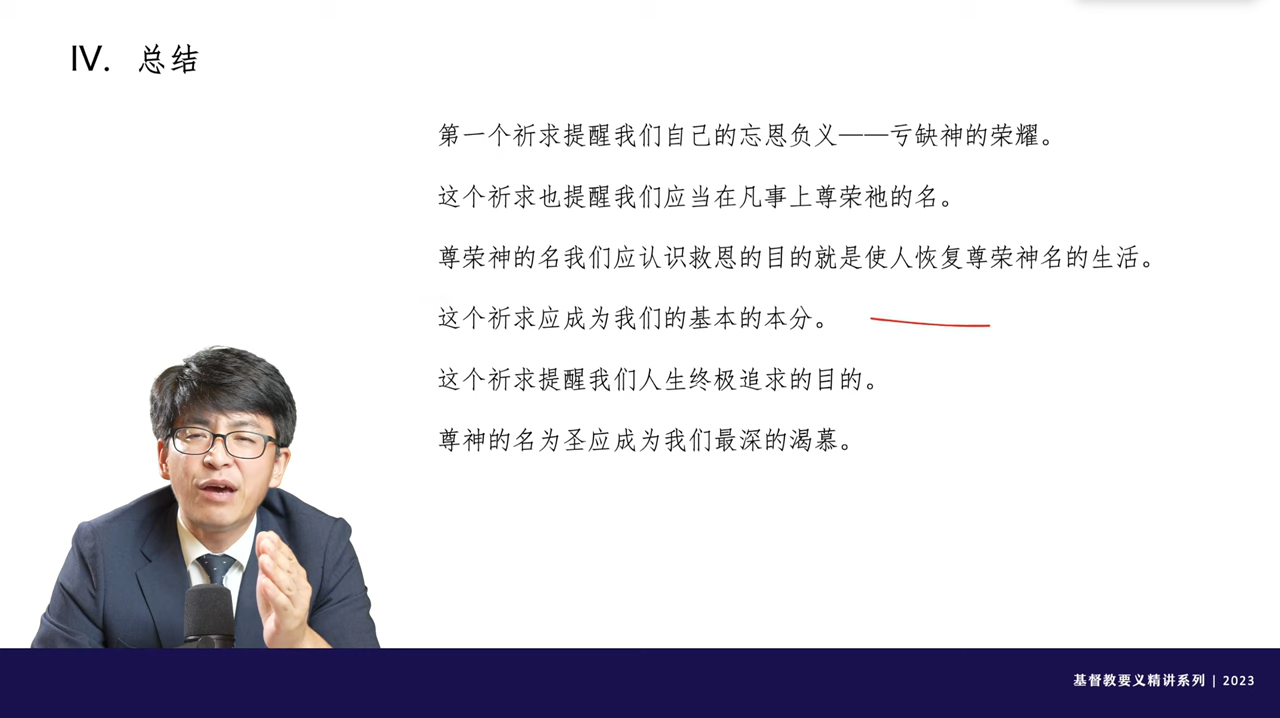 IV. 总结
第一个祈求提醒我们自己的忘恩负义——亏缺神的荣耀。
这个祈求也提醒我们应当在凡事上尊荣祂的名。
尊荣神的名我们应认识救恩的目的就是使人恢复尊荣神名的生活。
这个祈求应成为我们的基本的本分。
这个祈求提醒我们人生终极追求的目的。
尊神的名为圣应成为我们最深的渴慕。
基督教要义精讲系列 | 2023